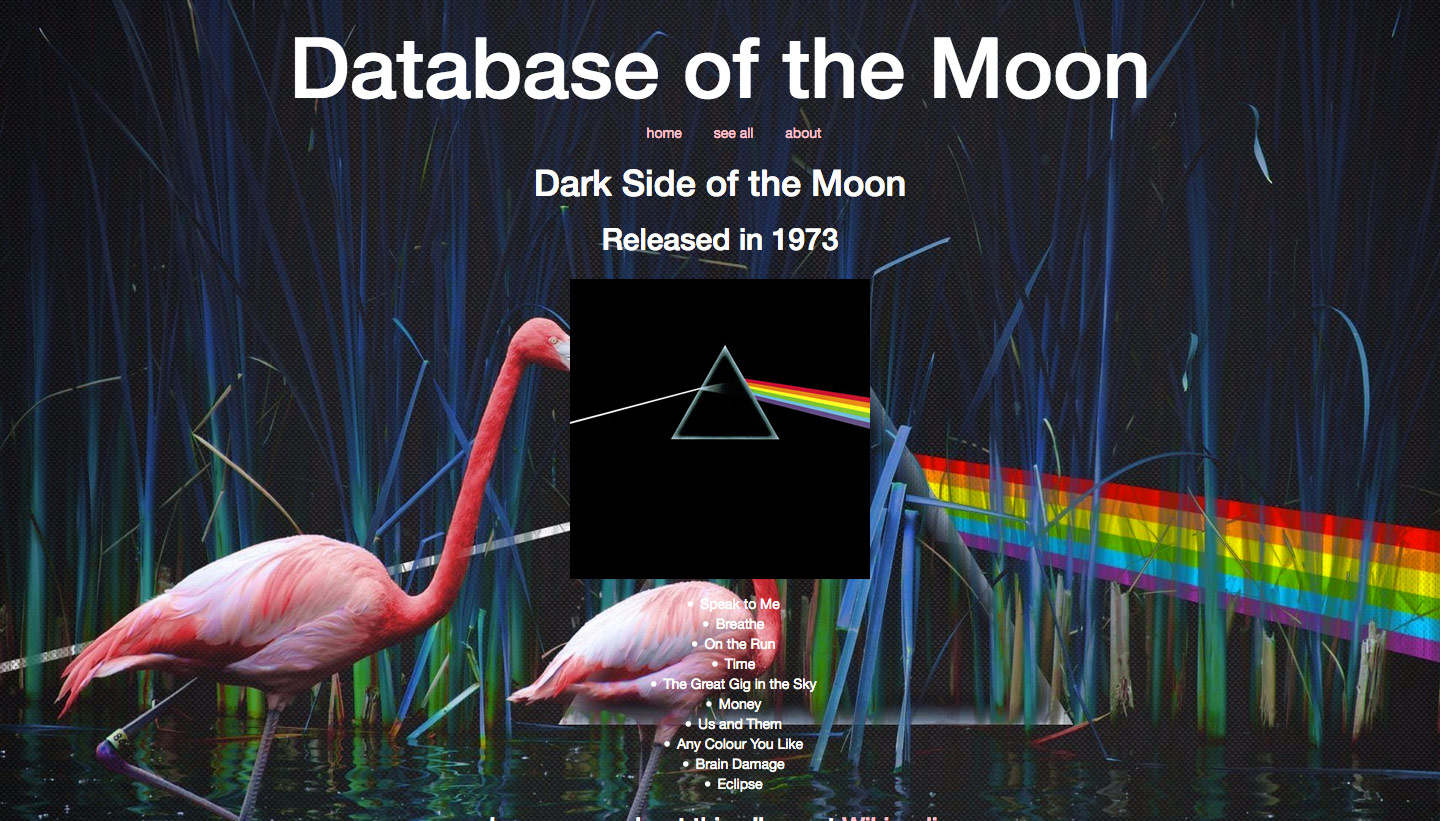 Database of the Moon
home see all about
Dark Side of the Moon
Released in 1973
• Speak to Me
• Breathe
• On the Run
• Time
• The Great Gig in the Sky
• Money
• Us and Them
• Any Colour You Like
• Brain Damage
• Eclipse